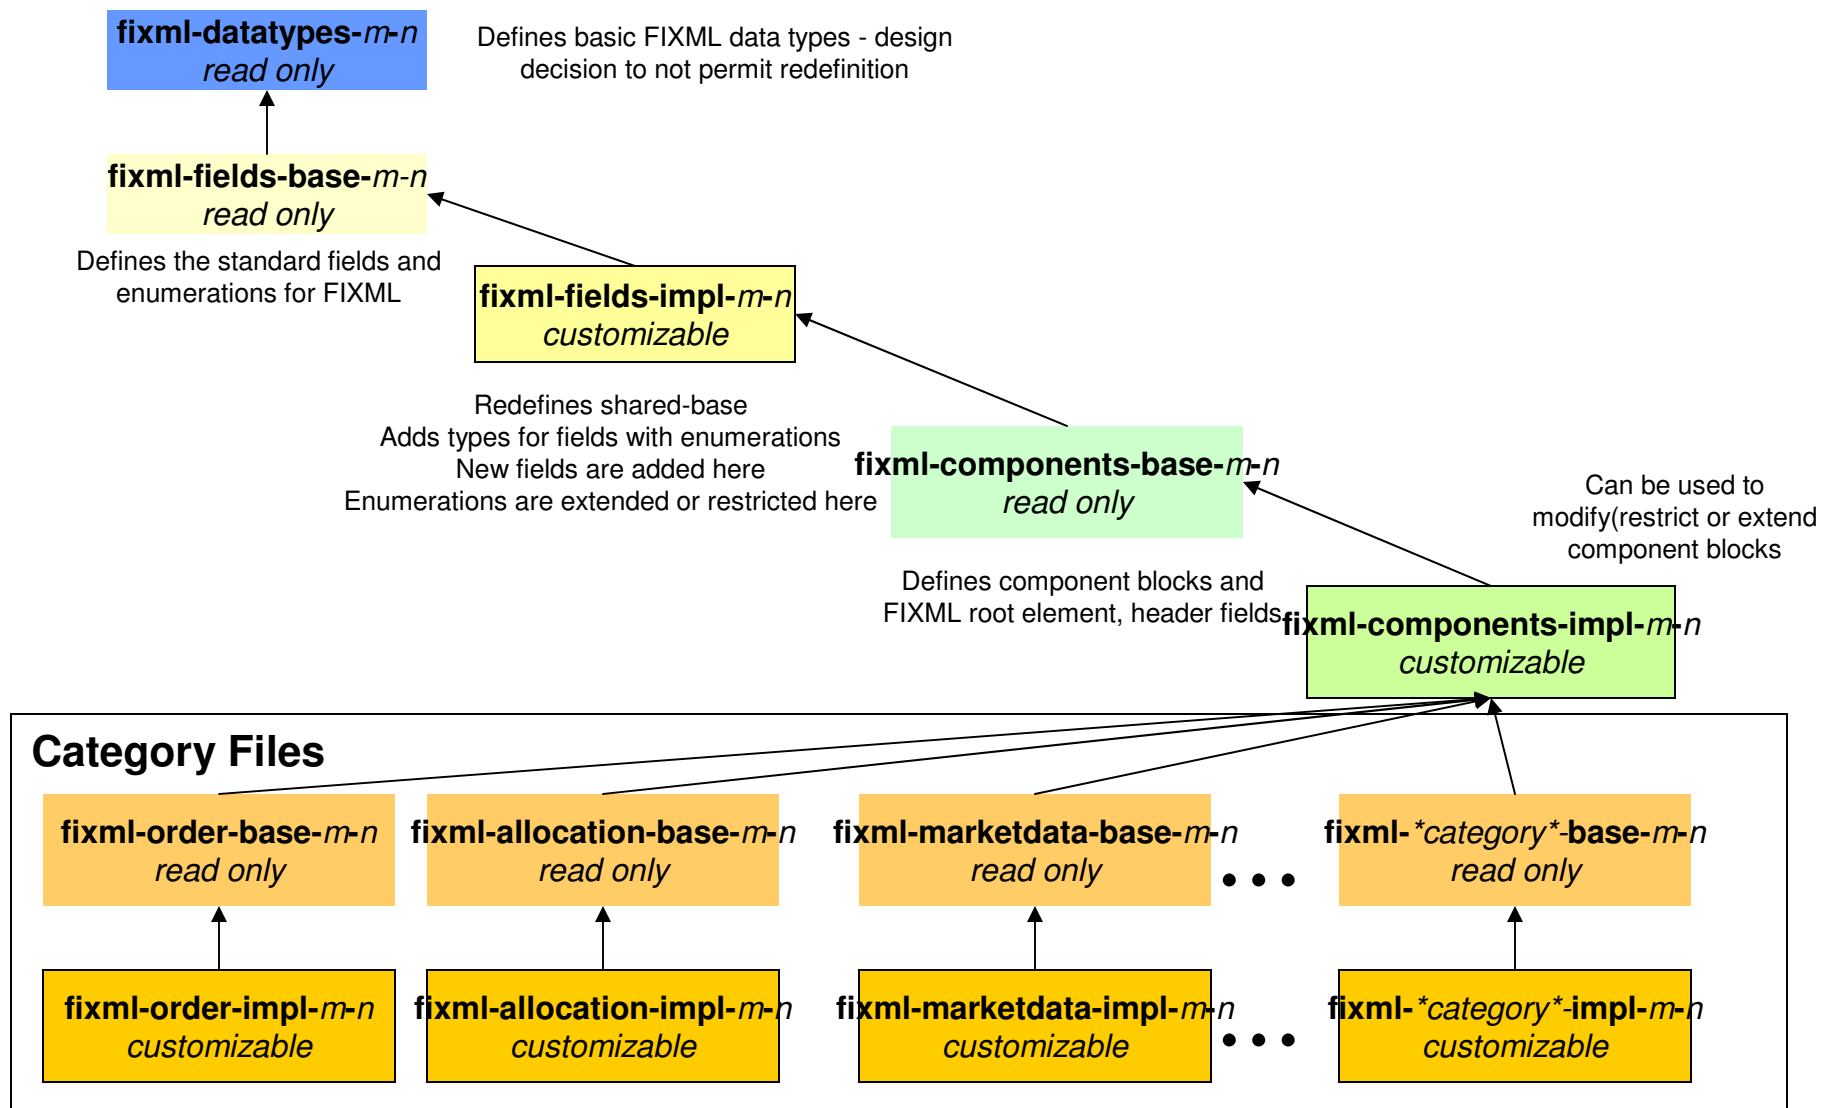 fixml-datatypes-m-n
read only
Defines basic FIXML data types - design
decision to not permit redefinition
fixml-fields-base-m-n
read only
Defines the standard fields and
enumerations for FIXML
fixml-fields-impl-m-n
customizable
Redefines shared-base
Adds types for fields with enumerations
New fields are added here
Enumerations are extended or restricted here
fixml-components-base-m-n
read only
Defines component blocks and
FIXML root element, header fields
Can be used to
modify(restrict or extend
component blocks
fixml-components-impl-m-n
customizable
Category Files
fixml-order-base-m-n
read only
fixml-allocation-base-m-n
read only
fixml-marketdata-base-m-n
read only
• • •
fixml-*category*-base-m-n
read only
fixml-order-impl-m-n
customizable
fixml-allocation-impl-m-n
customizable
fixml-marketdata-impl-m-n
customizable
• • •
fixml-*category*-impl-m-n
customizable